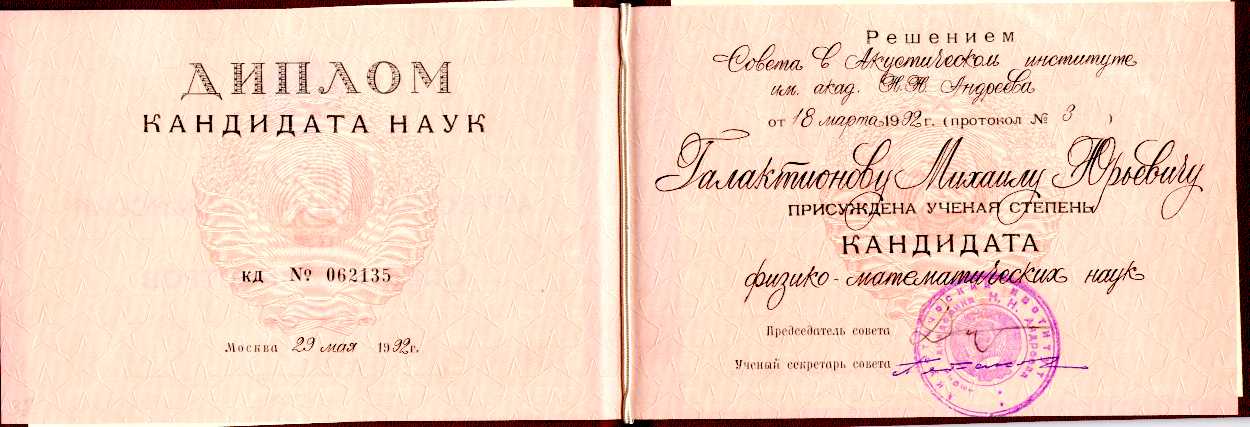 ДИПЛОМ
КАНДИДАТА НАУК
КД № 062135
Москва 29 мая 1992г.
Решением
Совета в Акустическом институте
им. акад. Н.Н. Андреева
от 18 марта 1992г. (протокол № 3 )
Галактионову Михаилу Юрьевичу
ПРИСУЖДЕНА УЧЕНАЯ СТЕПЕНЬ
КАНДИДАТА
физико-математических наук
Председатель совета
Ученый секретарь совета